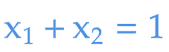 x₁ + x₂ = 1